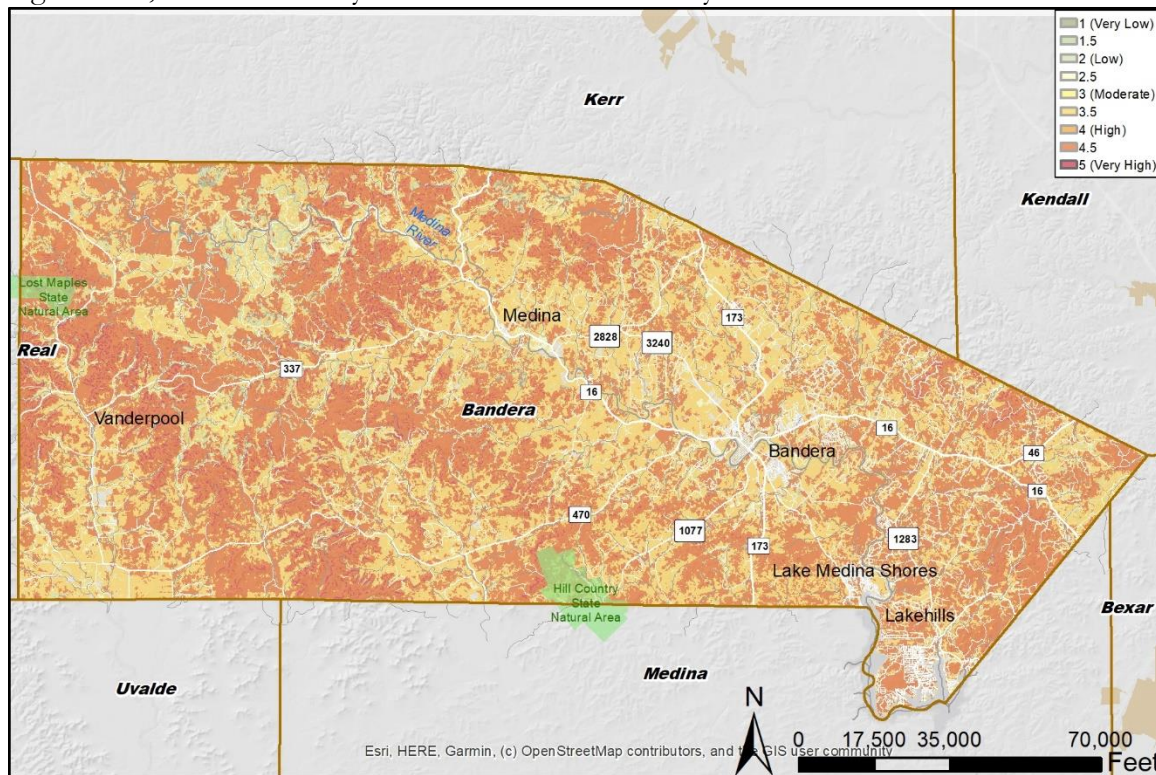 1 (Very Low)
1.5
2 (Low)
2.5
3 (Moderate)
3.5
4 (High)
4.5
5 (Very High)
Kerr
Kendall
Medina
River
Lost Maples
State
Natural Area
Real
Medina
173
2828
3240
337
16
Vanderpool
Bandera
Bandera
16
46
16
470
1077
173
1283
Lake Medina Shores
Hill Country
State
Natural Area
Lakehills
Bexar
Uvalde
Medina
N
0 17,500 35,000 70,000
Feet
Esri, HERE, Garmin, (c) OpenStreetMap contributors, and the GIS user community